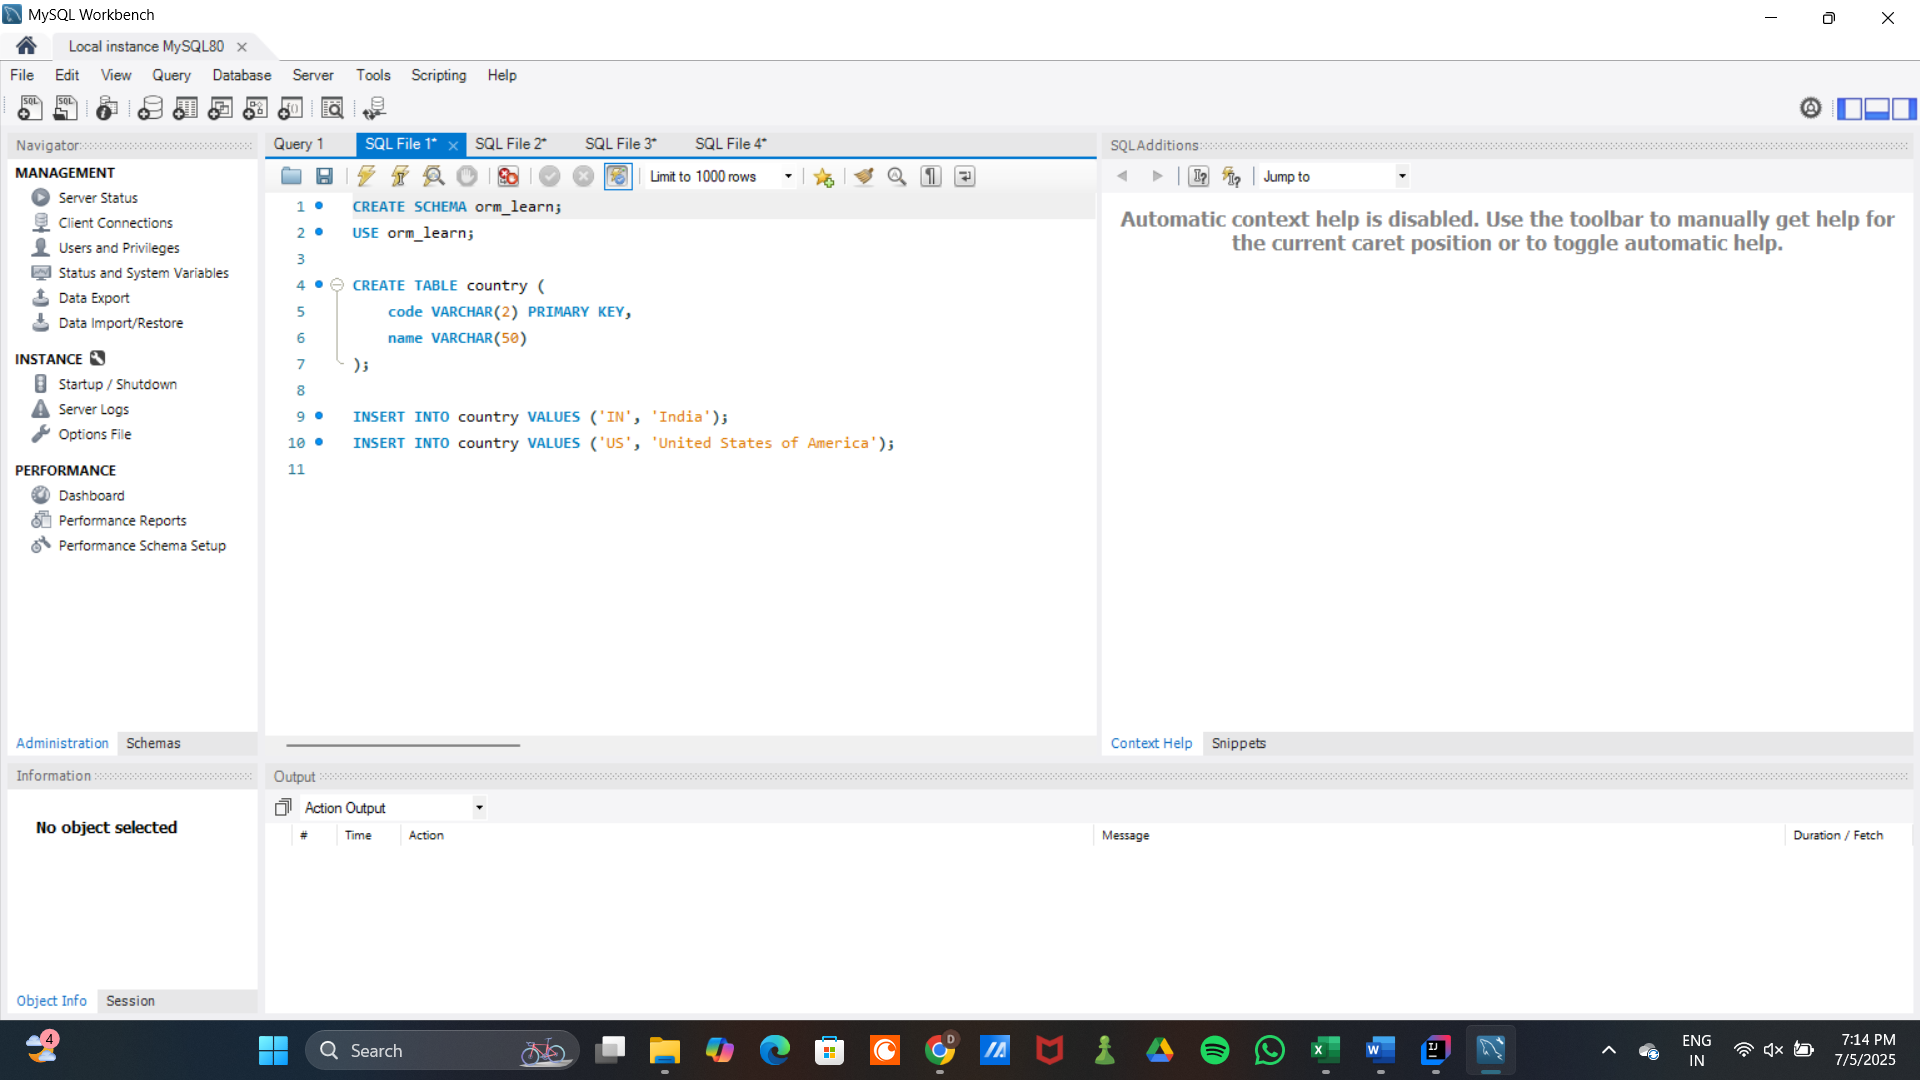 MySQL Workbench
Local instance MySQL80
File Edit View Query Database Server Tools Scripting Help
Navigator
MANAGEMENT
Server Status
Client Connections
Users and Privileges
Status and System Variables
Data Export
Data Import/Restore
INSTANCE
Startup / Shutdown
Server Logs
Options File
PERFORMANCE
Dashboard
Performance Reports
Performance Schema Setup
Administration Schemas
Information
No object selected
Object Info Session
Query 1 SQL File 1* SQL File 2* SQL File 3* SQL File 4*
Limit to 1000 rows
1 CREATE SCHEMA orm_learn;
2 USE orm_learn;
3
4 CREATE TABLE country (
5 code VARCHAR(2) PRIMARY KEY,
6 name VARCHAR(50)
7 );
8
9 INSERT INTO country VALUES ('IN', 'India');
10 INSERT INTO country VALUES ('US', 'United States of America');
11
SQLAdditions
Jump to
Automatic context help is disabled. Use the toolbar to manually get help for
the current caret position or to toggle automatic help.
Context Help Snippets
Output
Action Output
# Time Action Message Duration / Fetch
4
Search
D
ENG
IN
7:14 PM
7/5/2025